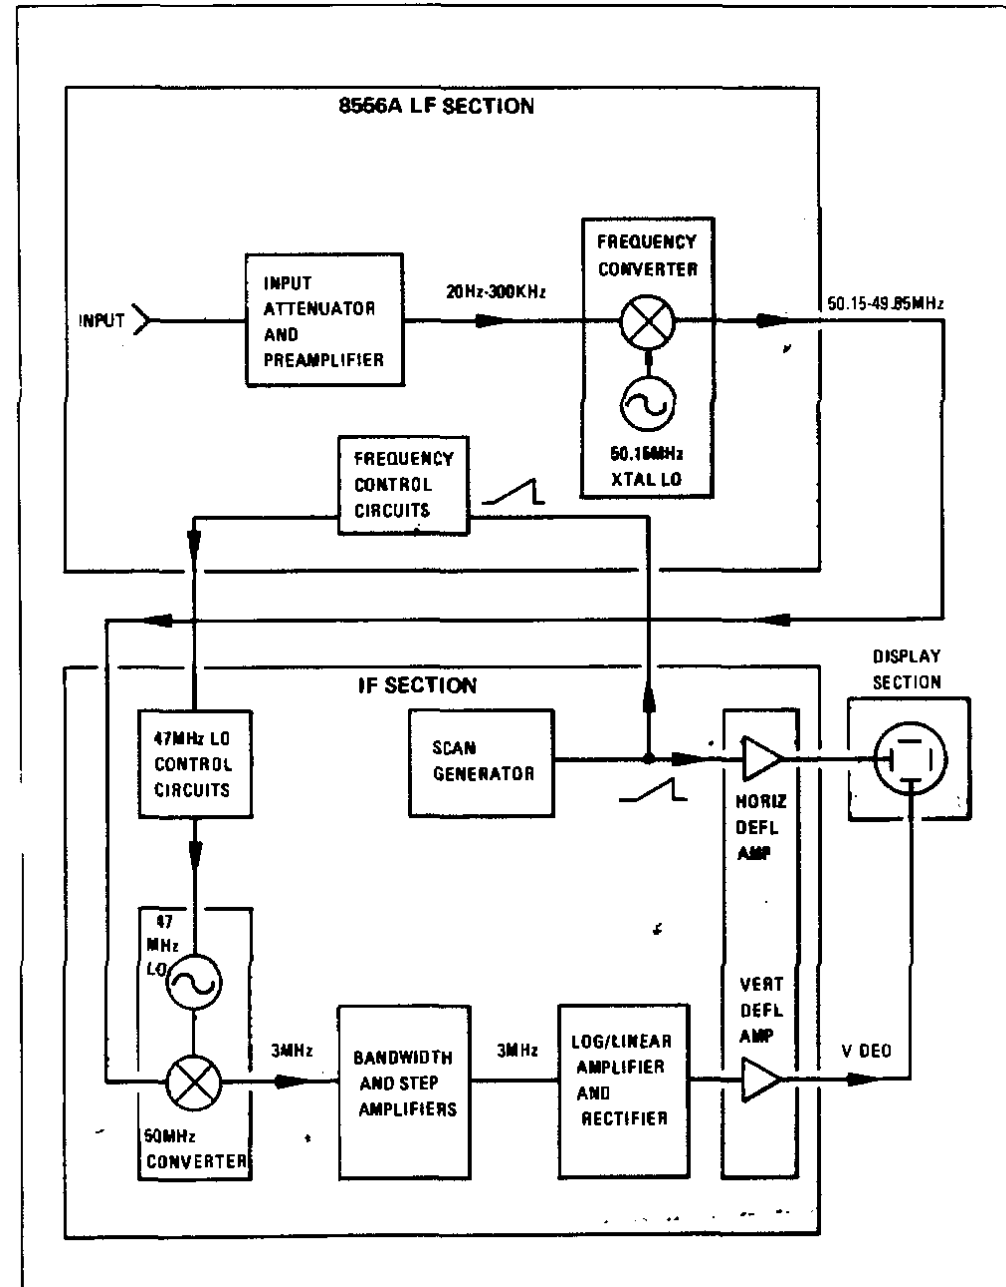 8556A LF SECTION
FREQUENCY
CONVERTER
INPUT
ATTENUATOR
AND
PREAMPLIFIER
20Hz-300KHz
50.15-49.85MHz
INPUT
50.15MHz
XTAL LO
FREQUENCY
CONTROL
CIRCUITS
IF SECTION
DISPLAY
SECTION
47MHz LO
CONTROL
CIRCUITS
SCAN
GENERATOR
HORIZ
DEFL
AMP
47
MHz
LO
VERT
DEFL
AMP
3MHz
BANDWIDTH
AND STEP
AMPLIFIERS
3MHz
LOG/LINEAR
AMPLIFIER
AND
RECTIFIER
V DEO
50MHz
CONVERTER